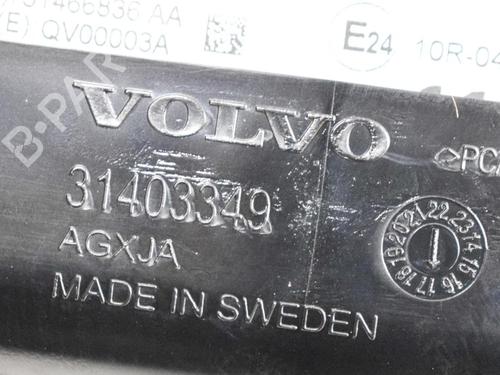 31466836 AA
(E) QV00003A
E24 10R-04
VOLVO
31403349
AGXJA
MADE IN SWEDEN
>PC
14 15 16 17 18 19 20 21 22 23
B-PARTS